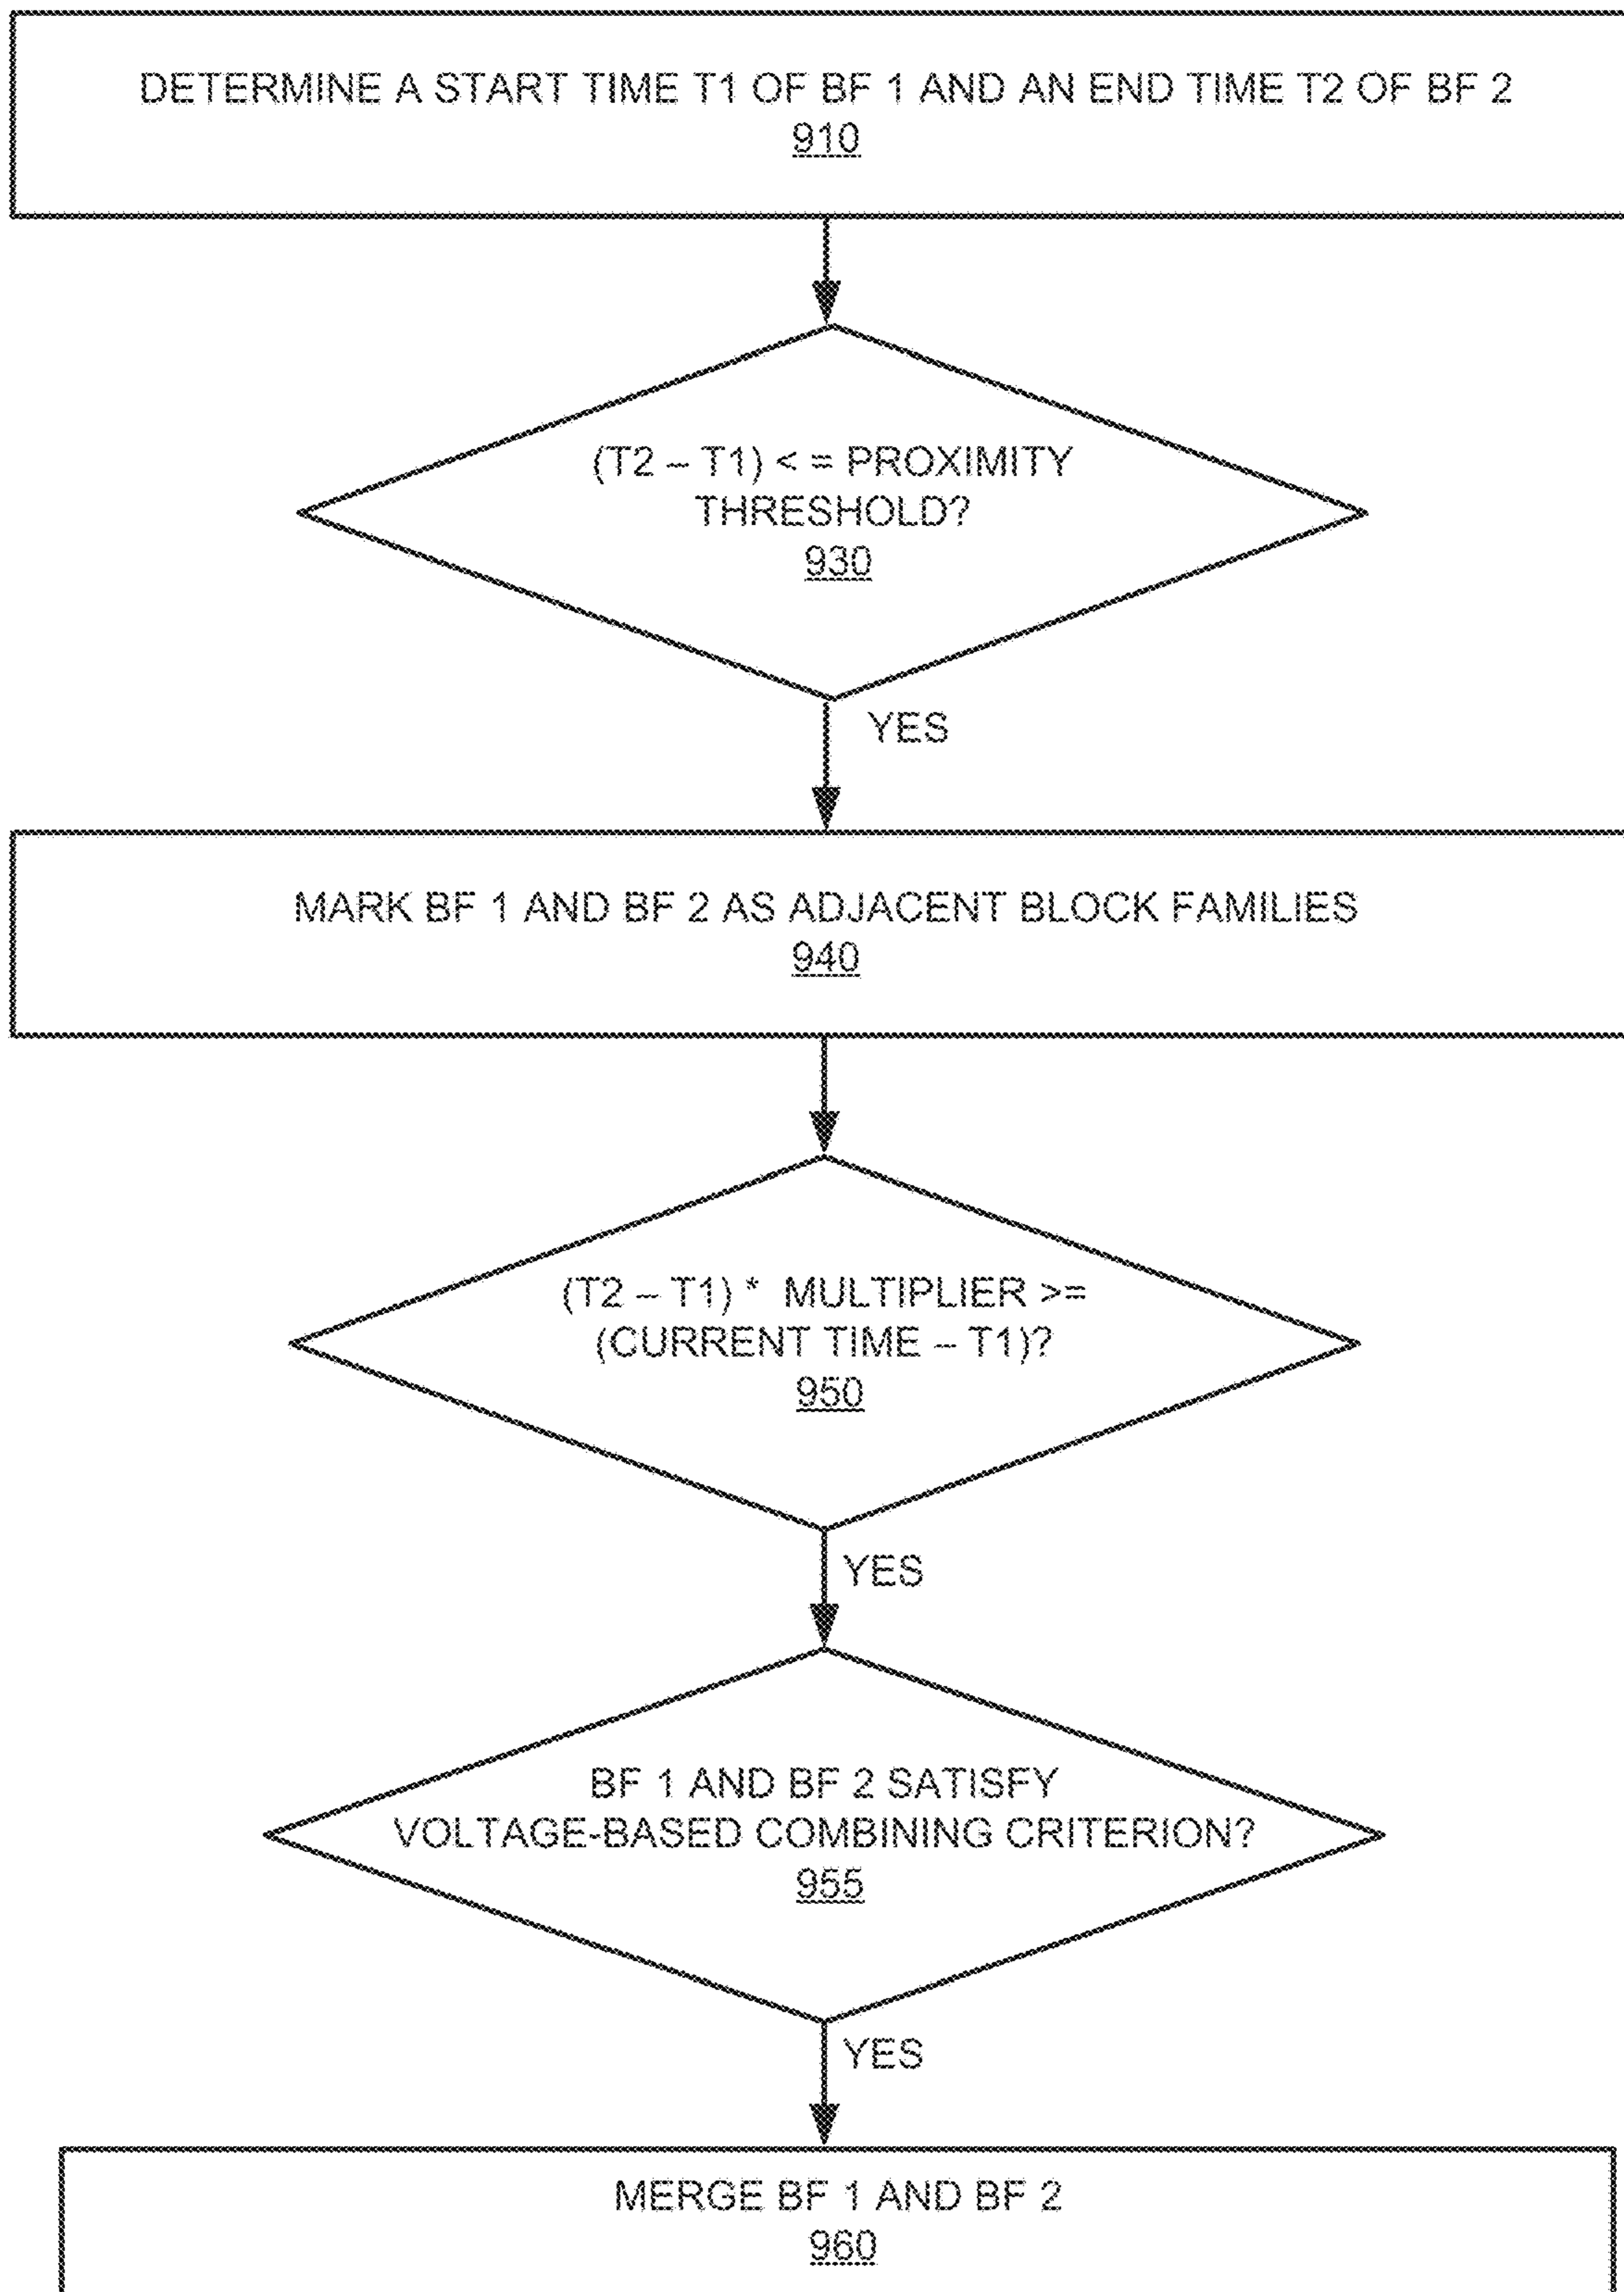 DETERMINE A START TIME T1 OF BF 1 AND AN END TIME T2 OF BF 2
910
(T2 – T1) < = PROXIMITY
THRESHOLD?
930
YES
MARK BF 1 AND BF 2 AS ADJACENT BLOCK FAMILIES
940
(T2 – T1) * MULTIPLIER >=
(CURRENT TIME – T1)?
950
YES
BF 1 AND BF 2 SATISFY
VOLTAGE-BASED COMBINING CRITERION?
955
YES
MERGE BF 1 AND BF 2
960